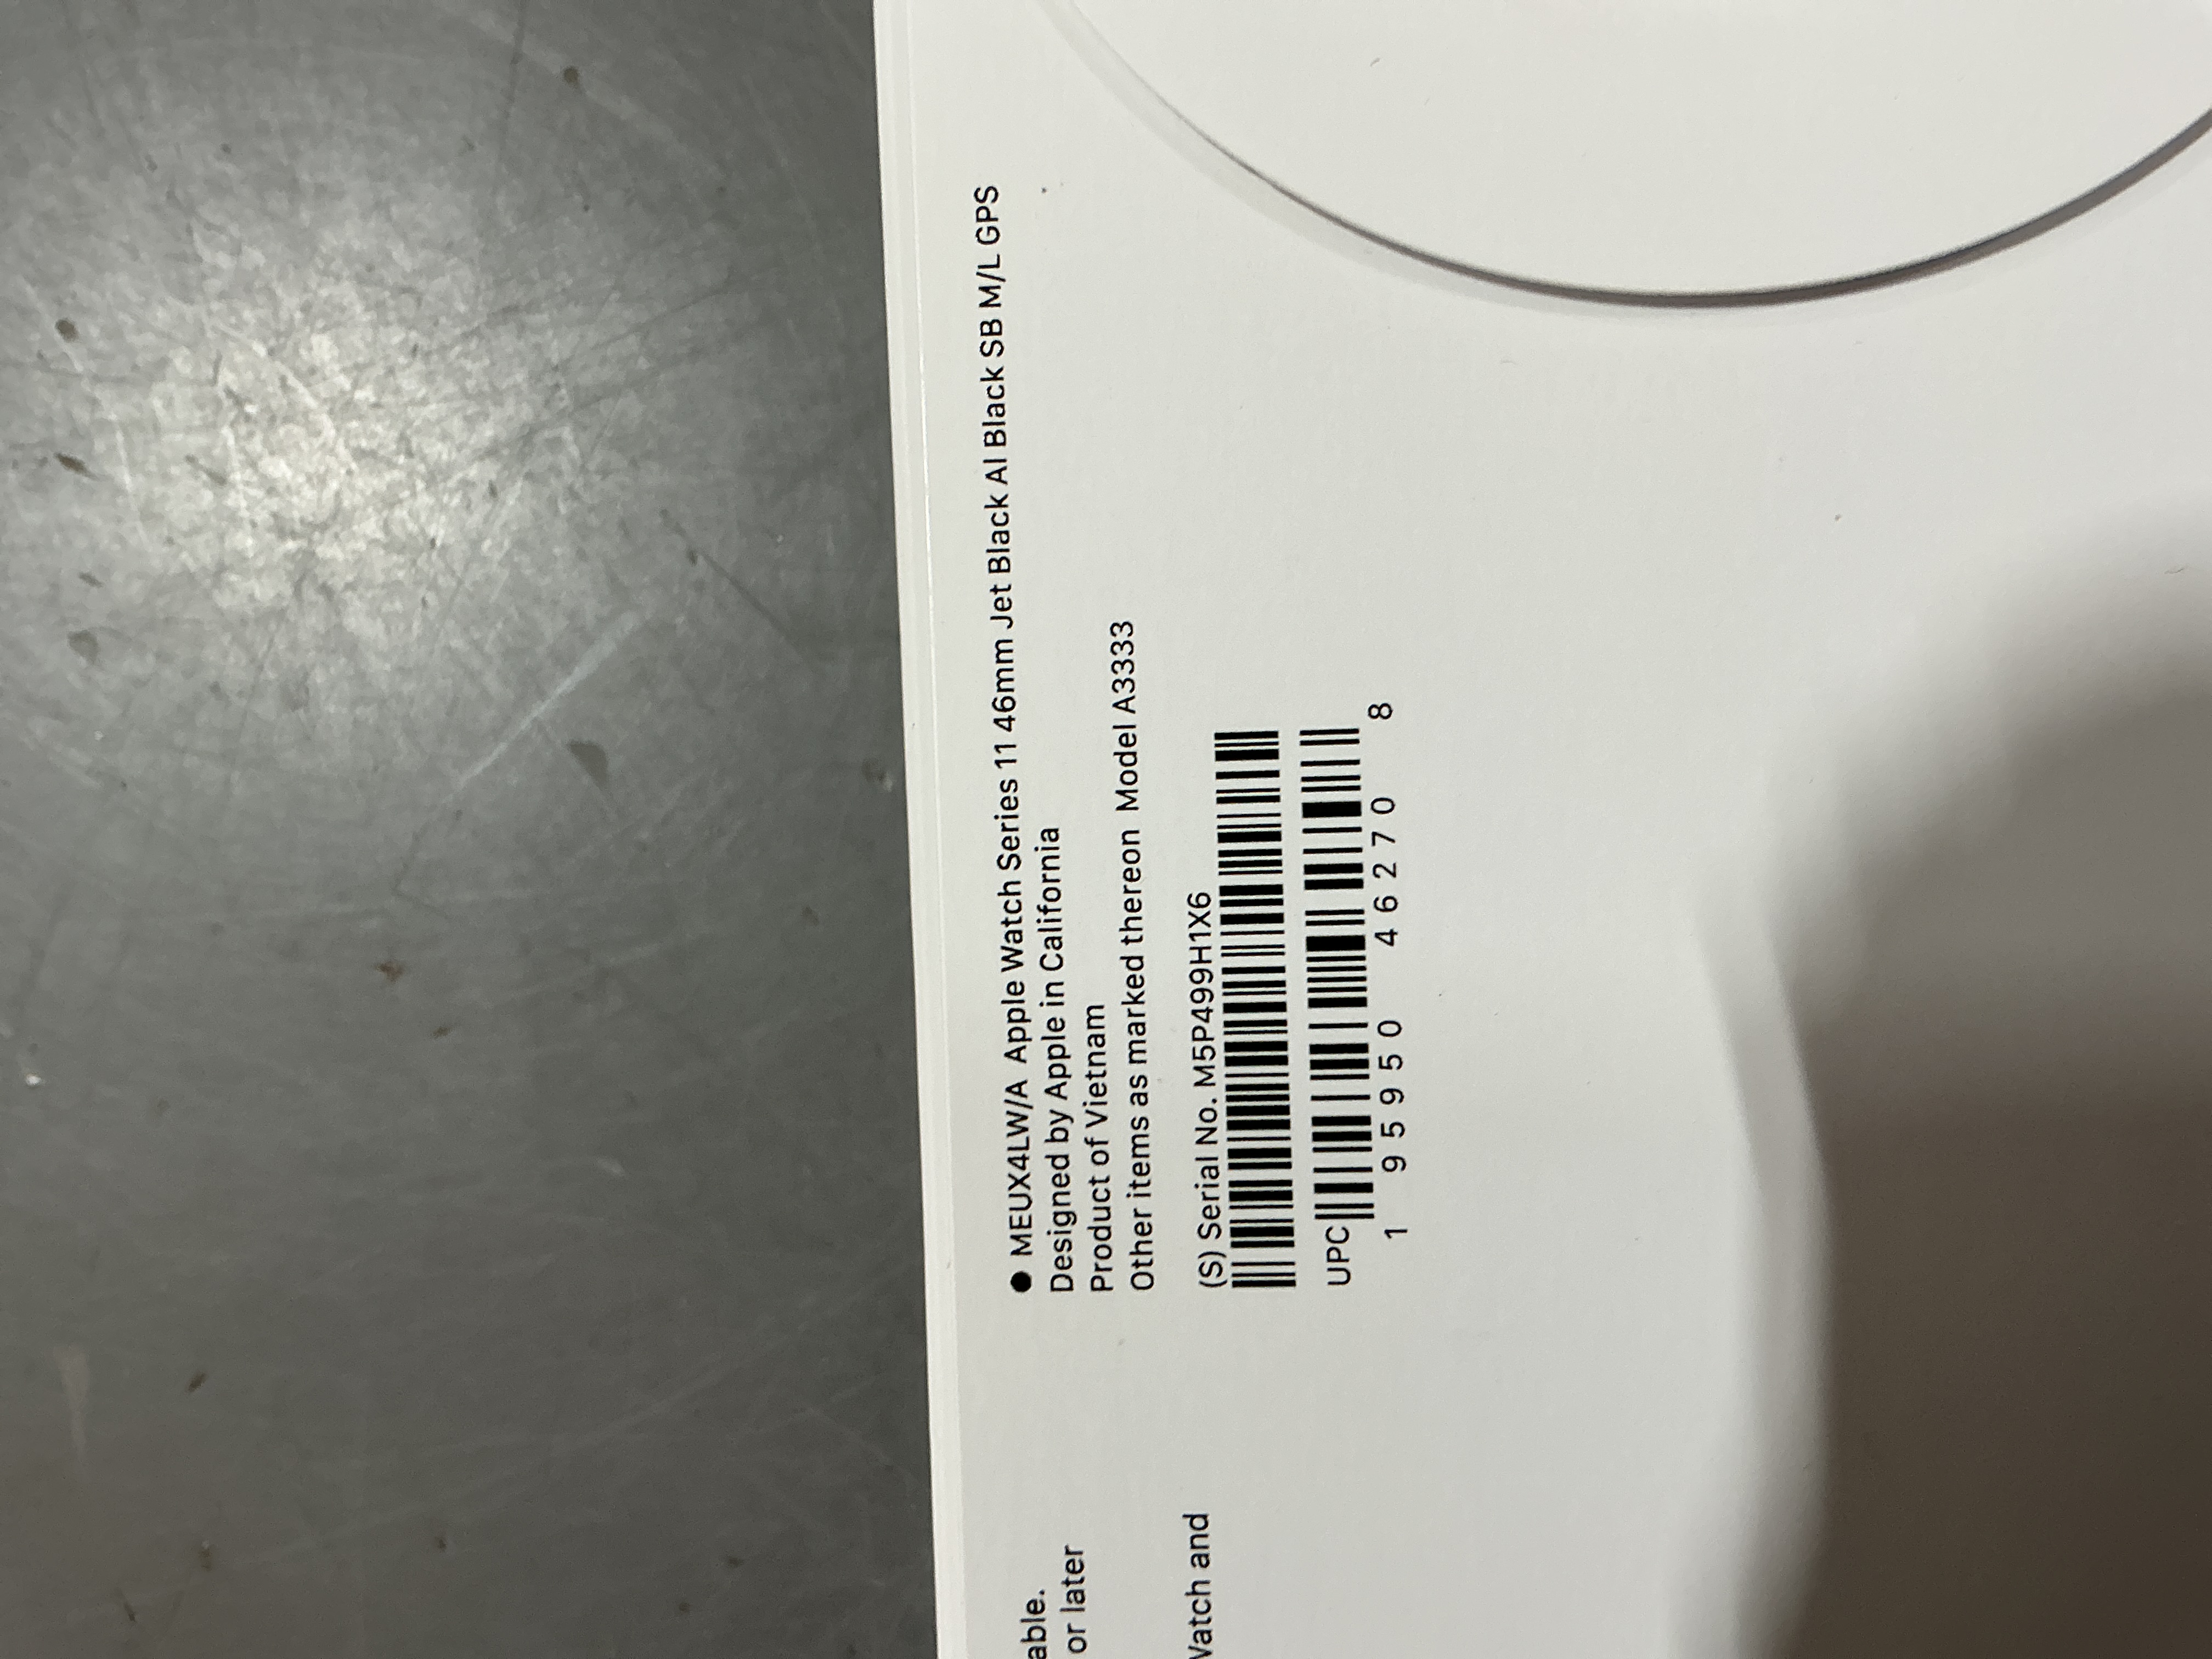 ● MEUX4LW/A Apple Watch Series 11 46mm Jet Black Al Black SB M/L GPS
Designed by Apple in California
Product of Vietnam
Other items as marked thereon Model A3333
(S) Serial No. M5P499H1X6
UPC
1 95950 46270 8
able.
or later
Watch and